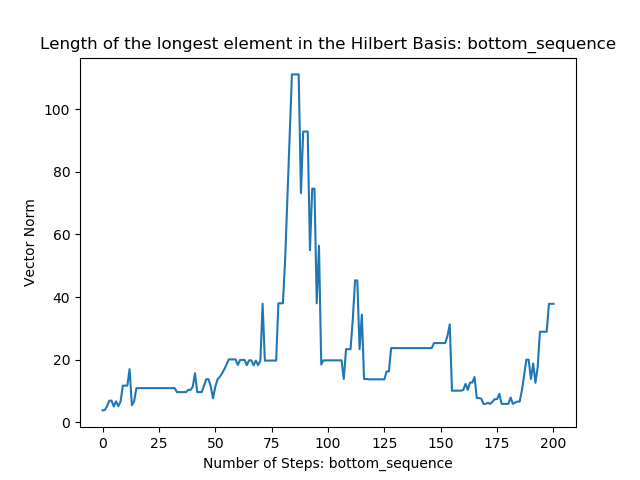 Length of the longest element in the Hilbert Basis: bottom_sequence
Vector Norm
100
80
60
40
20
0
0 25 50 75 100 125 150 175 200
Number of Steps: bottom_sequence